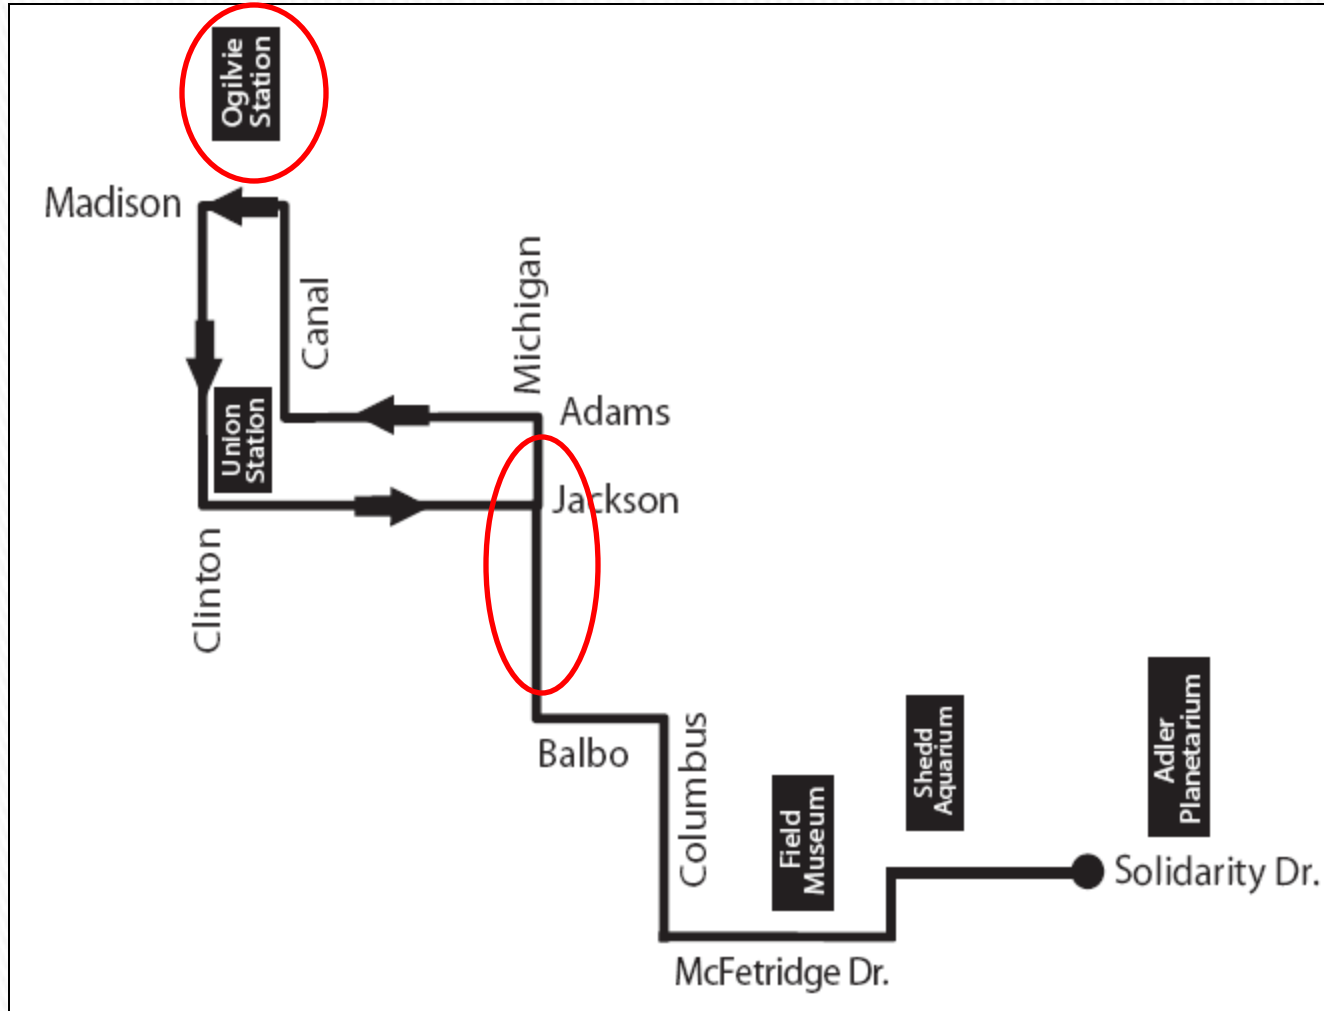 Ogilvie
Station
Madison
Canal
Michigan
Adams
Union
Station
Jackson
Clinton
Balbo
Columbus
Field
Museum
Shedd
Aquarium
Adler
Planetarium
Solidarity Dr.
McFetridge Dr.